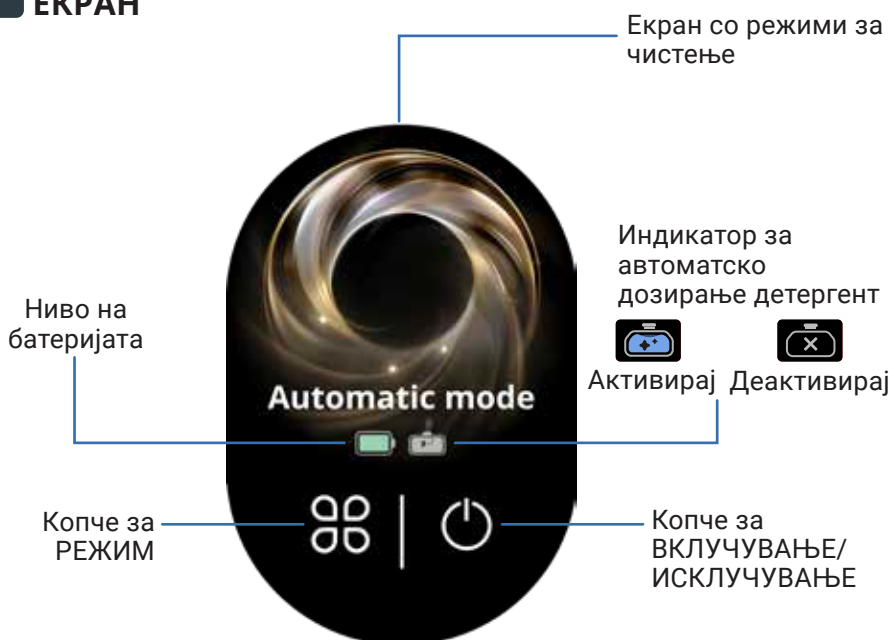 ЕКРАН
Екран со режими за
чистење
Индикатор за
автоматско
дозирање детергент
Активирај Деактивирај
Ниво на
батеријата
Automatic mode
Копче за
РЕЖИМ
Копче за
ВКЛУЧУВАЊЕ/
ИСКЛУЧУВАЊЕ